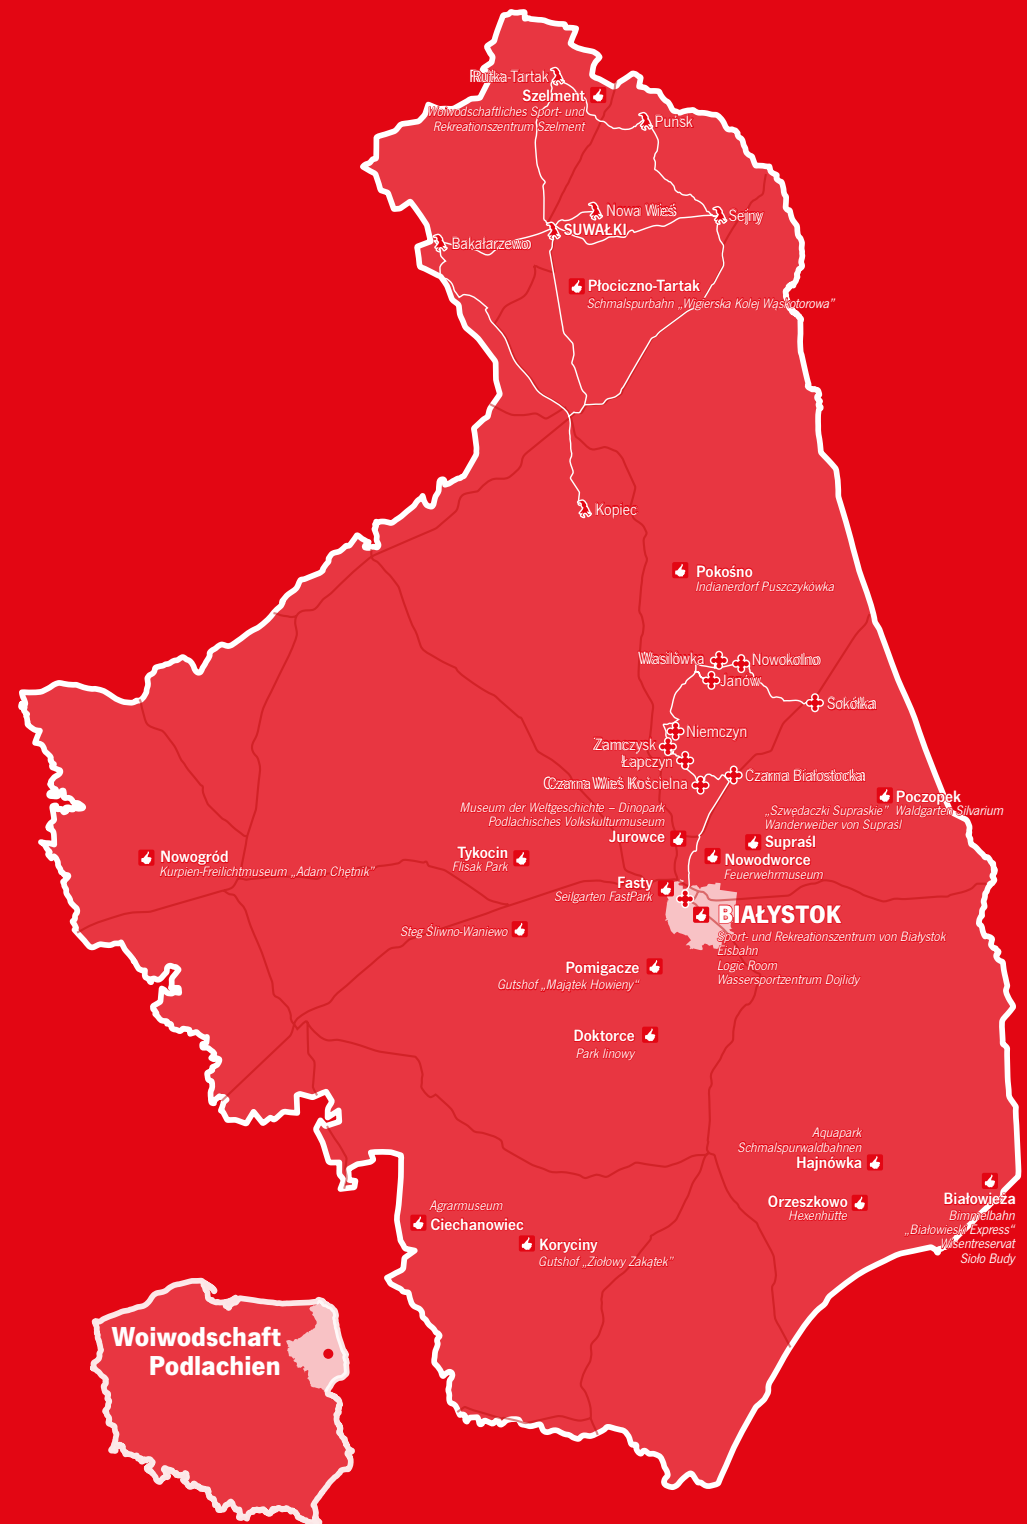 Rutka-Tartak
Szelment
Woiwodschaftliches Sport- und
Rekreationszentrum Szelment
Puńsk
Nowa Wieś
Sejny
SUWAŁKI
Bakałarzewo
Płociczno-Tartak
Schmalspurbahn „Wigierska Kolej Wąskotorowa”
Kopiec
Pokośno
Indianerdorf Puszczykówka
Wasilówka
Nowokolno
Janów
Sokółka
Niemczyn
Zamczysk
Łapczyn
Czarna Wieś Kościelna
Czarna Białostocka
Poczopek
Waldgarten Silvarium
Museum der Weltgeschichte – Dinopark
Podlachisches Volkskulturmuseum
Jurowce
„Szwędaczki Supraskie”
Wanderweiber von Supraśl
Supraśl
Nowodworce
Feuerwehrmuseum
Nowogród
Kurpien-Freilichtmuseum „Adam Chętnik”
Tykocin
Flisak Park
Fasty
Seilgarten FastPark
BIAŁYSTOK
Sport- und Rekreationszentrum von Białystok
Eisbahn
Logic Room
Wassersportzentrum Dojlidy
Steg Śliwno-Waniewo
Pomigacze
Gutshof „Majątek Howieny“
Doktorce
Park linowy
Aquapark
Schmalspurwaldbahnen
Hajnówka
Orzeszkowo
Hexenhütte
Białowieża
Bimmelbahn
„Białowieski Express“
Wisentreservat
Sioło Budy
Agrarmuseum
Ciechanowiec
Koryciny
Gutshof „Ziołowy Zakątek”
Woiwodschaft
Podlachien